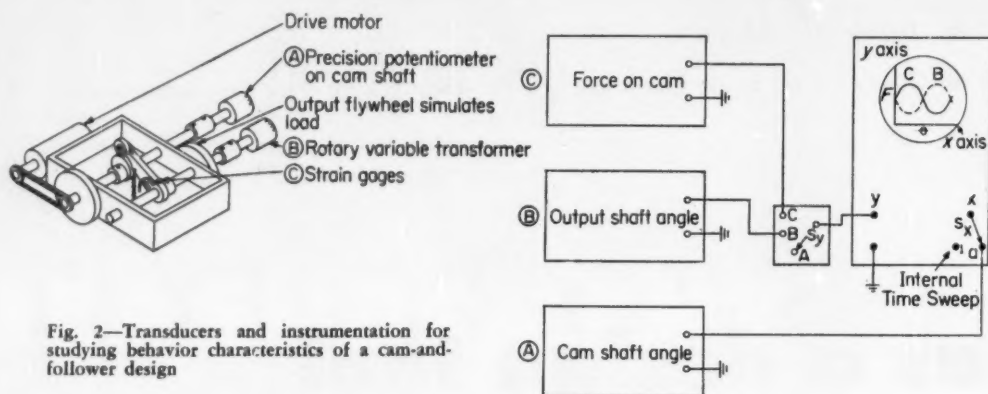 Drive motor
Ⓐ Precision potentiometer
on cam shaft
Output flywheel simulates
load
Ⓑ Rotary variable transformer
Ⓒ Strain gages
Fig. 2—Transducers and instrumentation for
studying behavior characteristics of a cam-and-
follower design
Ⓒ
Force on cam
Ⓑ
Output shaft angle
Ⓐ
Cam shaft angle
C
B
Sy
A
y axis
C B
F
θ
x axis
y
x
Sx
i
a
Internal
Time Sweep